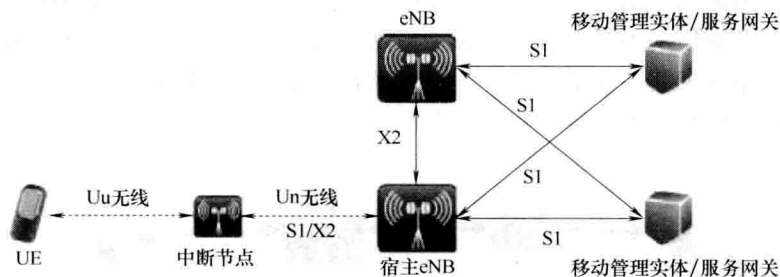 eNB
移动管理实体/服务网关
S1
S1
X2
S1
Uu无线
Un无线
S1/X2
S1
UE
中断节点
宿主eNB
移动管理实体/服务网关